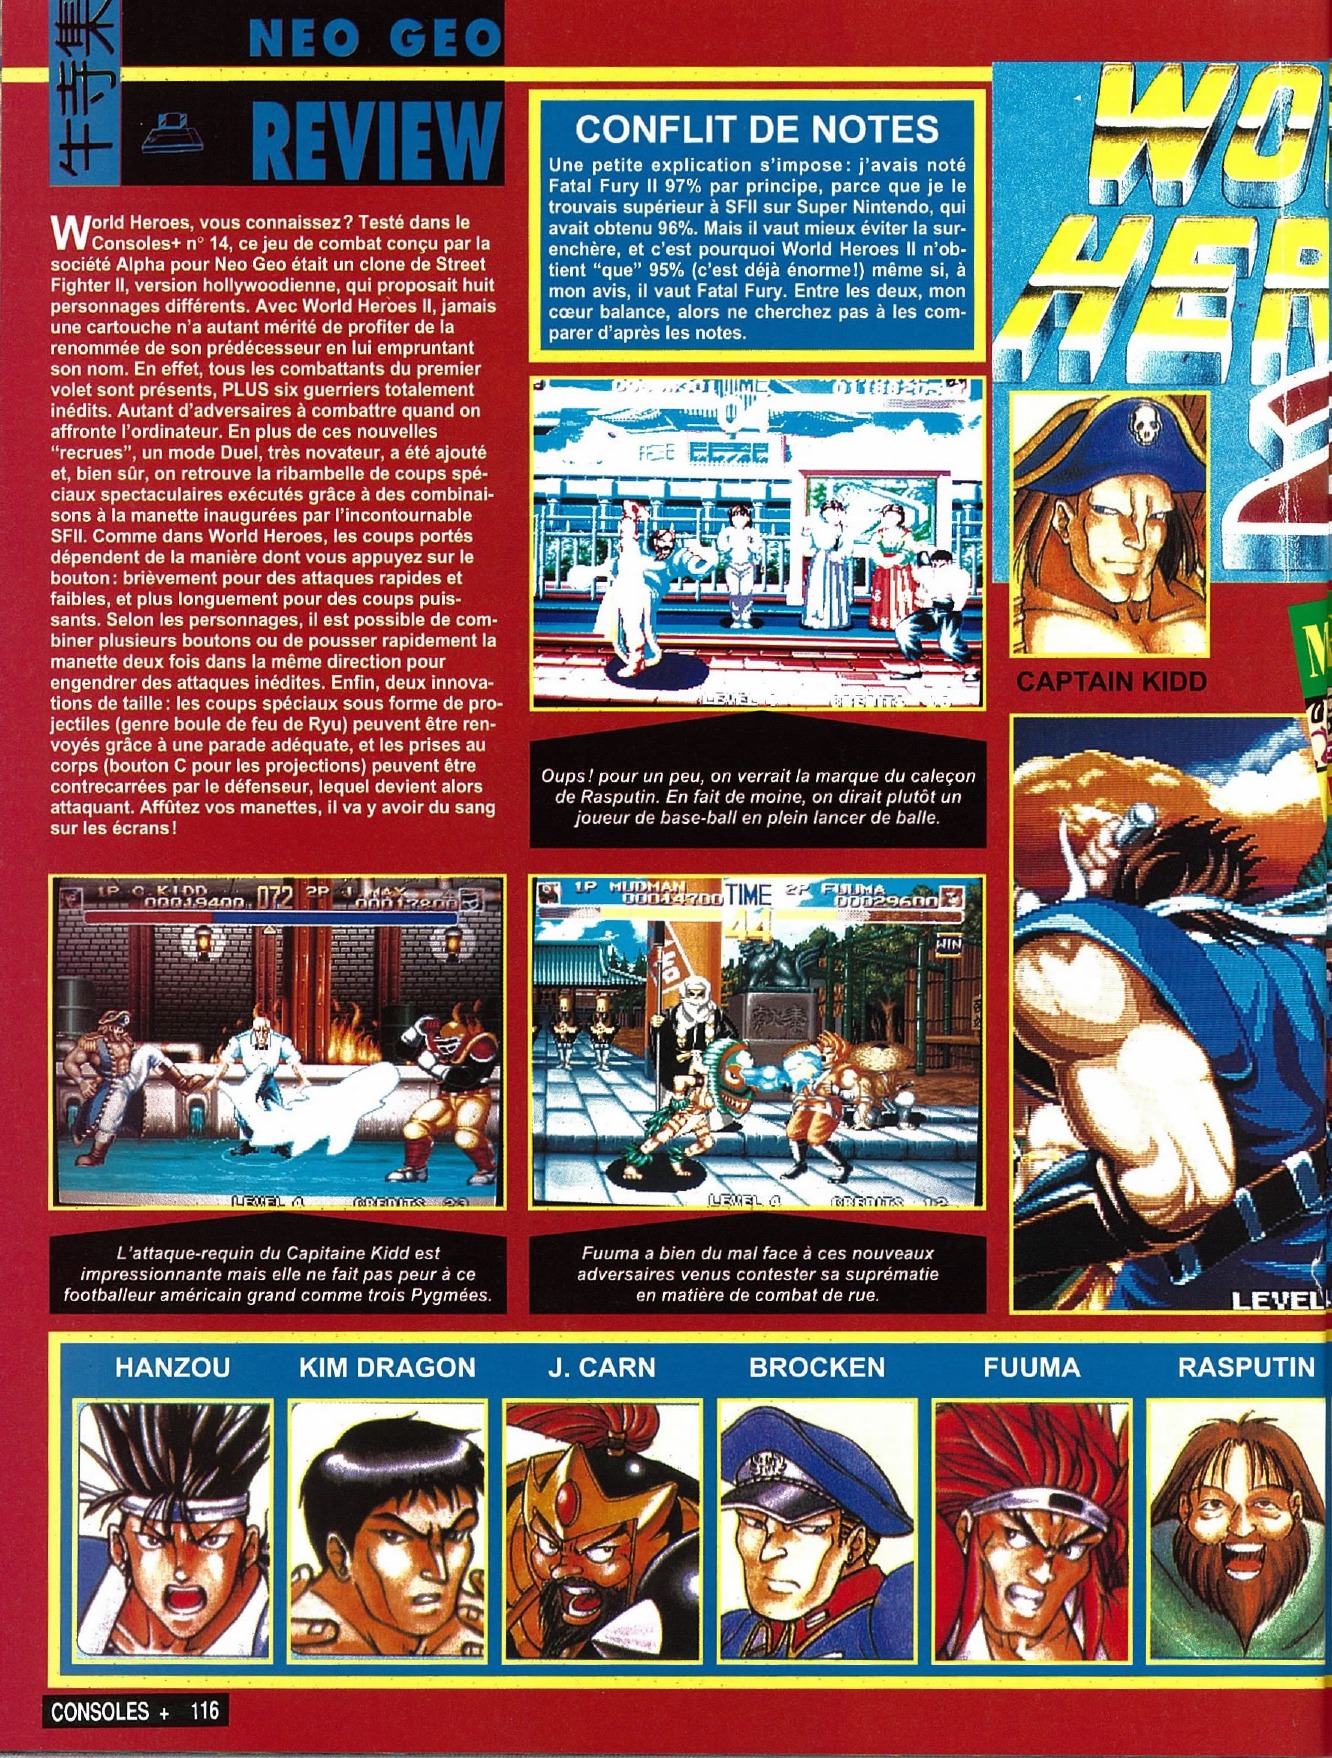 NEO GEO
REVIEW
World Heroes, vous connaissez? Testé dans le
Consoles+ n° 14, ce jeu de combat conçu par la
société Alpha pour Neo Geo était un clone de Street
Fighter II, version hollywoodienne, qui proposait huit
personnages différents. Avec World Heroes II, jamais
une cartouche n'a autant mérité de profiter de la
renommée de son prédécesseur en lui empruntant
son nom. En effet, tous les combattants du premier
volet sont présents, PLUS six guerriers totalement
inédits. Autant d'adversaires à combattre quand on
affronte l'ordinateur. En plus de ces nouvelles
“recrues”, un mode Duel, très novateur, a été ajouté
et, bien sûr, on retrouve la ribambelle de coups spé-
ciaux spectaculaires exécutés grâce à des combinai-
sons à la manette inaugurées par l'incontournable
SFII. Comme dans World Heroes, les coups portés
dépendent de la manière dont vous appuyez sur le
bouton: brièvement pour des attaques rapides et
faibles, et plus longuement pour des coups puis-
sants. Selon les personnages, il est possible de com-
biner plusieurs boutons ou de pousser rapidement la
manette deux fois dans la même direction pour
engendrer des attaques inédites. Enfin, deux innova-
tions de taille: les coups spéciaux sous forme de pro-
jectiles (genre boule de feu de Ryu) peuvent être ren-
voyés grâce à une parade adéquate, et les prises au
corps (bouton C pour les projections) peuvent être
contrecarrées par le défenseur, lequel devient alors
attaquant. Affûtez vos manettes, il va y avoir du sang
sur les écrans!
CONFLIT DE NOTES
Une petite explication s'impose: j'avais noté
Fatal Fury II 97% par principe, parce que je le
trouvais supérieur à SFII sur Super Nintendo, qui
avait obtenu 96%. Mais il vaut mieux éviter la sur-
enchère, et c'est pourquoi World Heroes II n'ob-
tient “que” 95% (c'est déjà énorme!) même si, à
mon avis, il vaut Fatal Fury. Entre les deux, mon
cœur balance, alors ne cherchez pas à les com-
parer d'après les notes.
WO
HER
CAPTAIN KIDD
Oups! pour un peu, on verrait la marque du caleçon
de Rasputin. En fait de moine, on dirait plutôt un
joueur de base-ball en plein lancer de balle.
1P C.KIDD 072 2P J.MAX
00019400 00017800
LEVEL 4 CREDITS 23
1P MUDMAN TIME 2P FUUMA
00014700 00029600
44
WIN
LEVEL 4 CREDITS 12
LEVEL
L'attaque-requin du Capitaine Kidd est
impressionnante mais elle ne fait pas peur à ce
footballeur américain grand comme trois Pygmées.
Fuuma a bien du mal face à ces nouveaux
adversaires venus contester sa suprématie
en matière de combat de rue.
HANZOU KIM DRAGON J. CARN BROCKEN FUUMA RASPUTIN
CONSOLES + 116